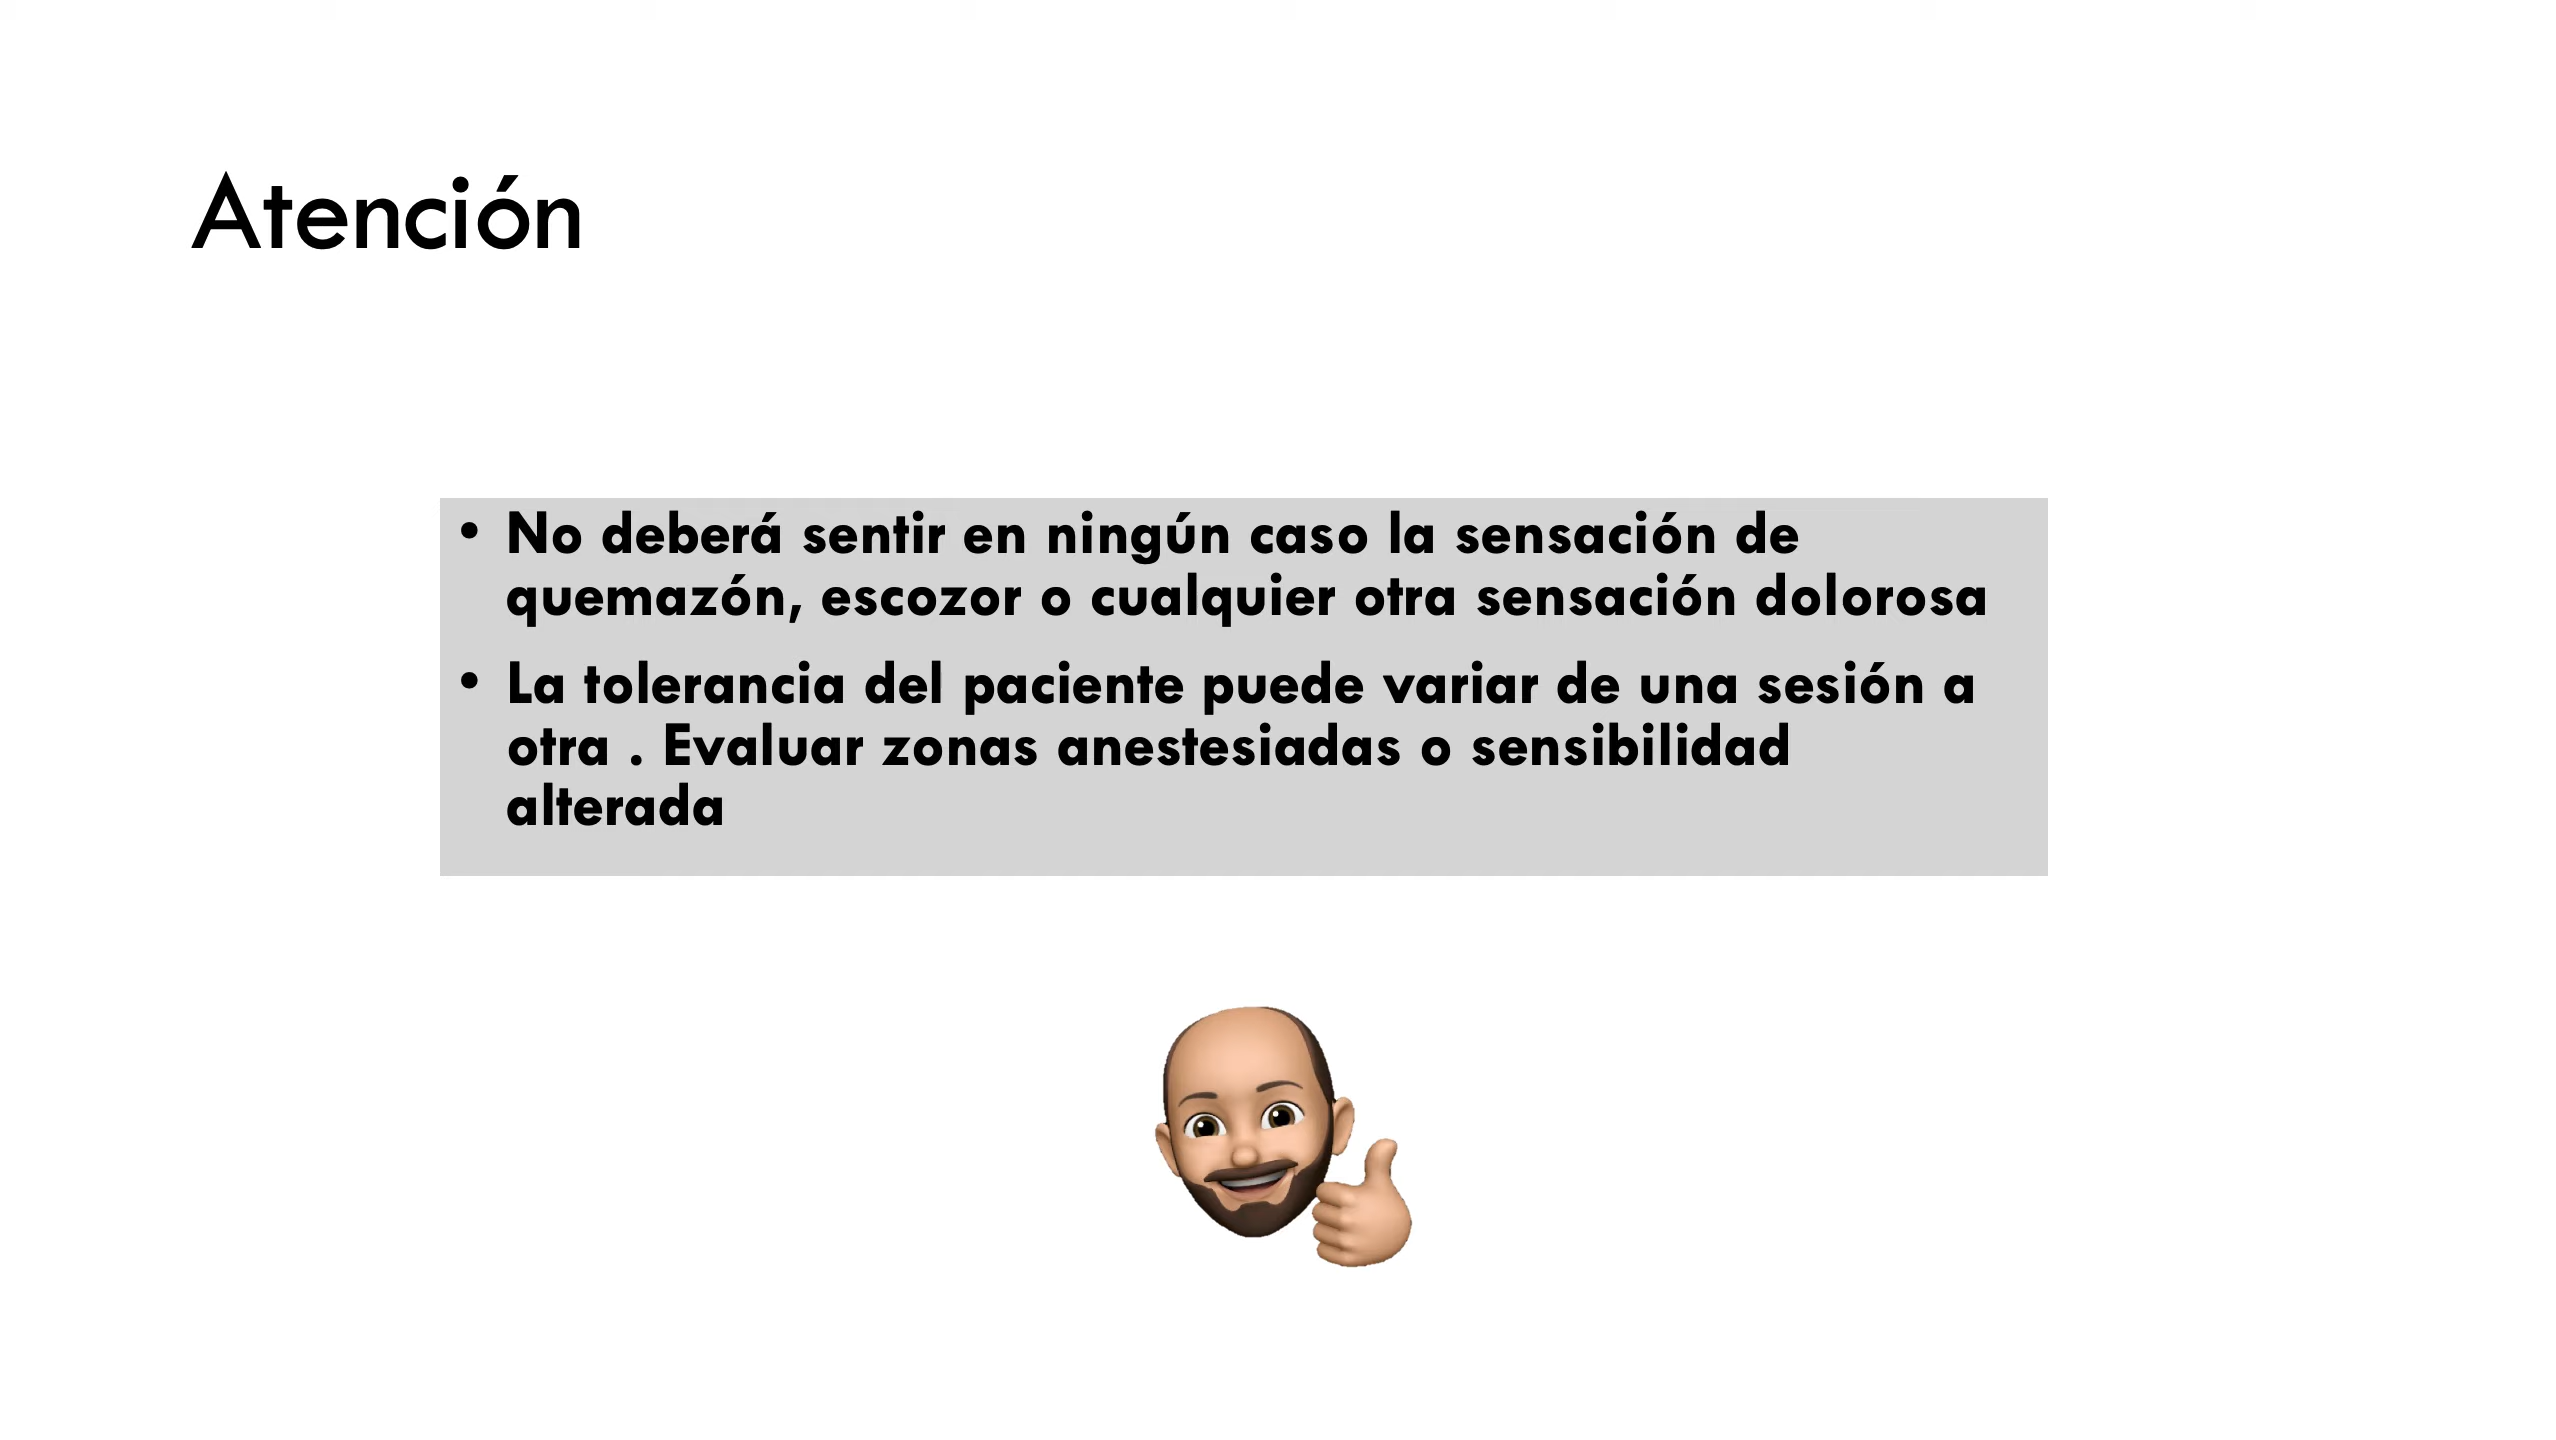 Atención
• No deberá sentir en ningún caso la sensación de
quemazón, escozor o cualquier otra sensación dolorosa
• La tolerancia del paciente puede variar de una sesión a
otra . Evaluar zonas anestesiadas o sensibilidad
alterada